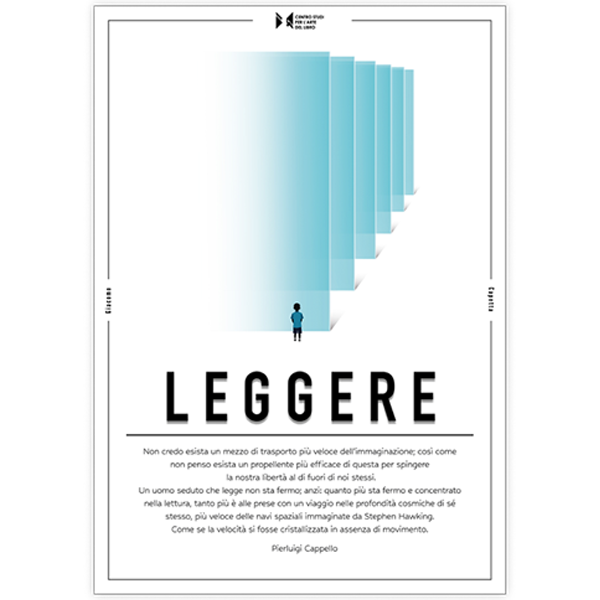 CENTRO STUDI
PER L'ARTE
DEL LIBRO
Giacomo
Capelta
LEGGERE
Non credo esista un mezzo di trasporto più veloce dell'immaginazione; così come
non penso esista un propellente più efficace di questa per spingere
la nostra libertà al di fuori di noi stessi.
Un uomo seduto che legge non sta fermo; anzi: quanto più sta fermo e concentrato
nella lettura, tanto più è alle prese con un viaggio nelle profondità cosmiche di sé
stesso, più veloce delle navi spaziali immaginate da Stephen Hawking.
Come se la velocità si fosse cristallizzata in assenza di movimento.
Pierluigi Cappello